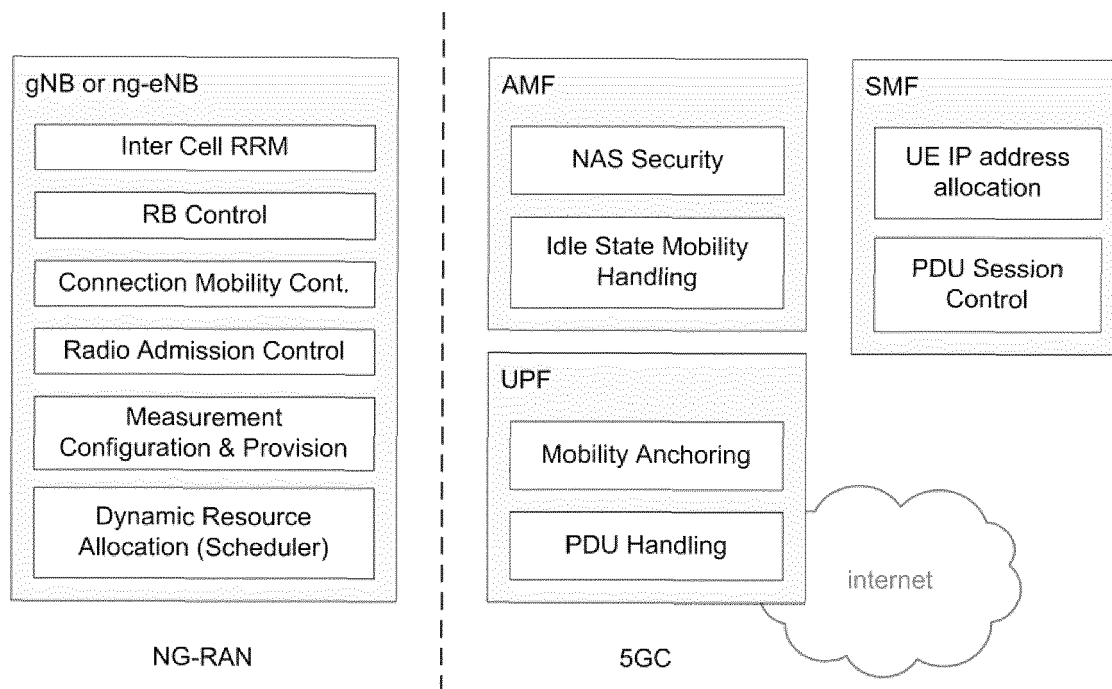 gNB or ng-eNB
Inter Cell RRM
RB Control
Connection Mobility Cont.
Radio Admission Control
Measurement
Configuration & Provision
Dynamic Resource
Allocation (Scheduler)
NG-RAN
AMF
NAS Security
Idle State Mobility
Handling
SMF
UE IP address
allocation
PDU Session
Control
UPF
Mobility Anchoring
PDU Handling
internet
5GC